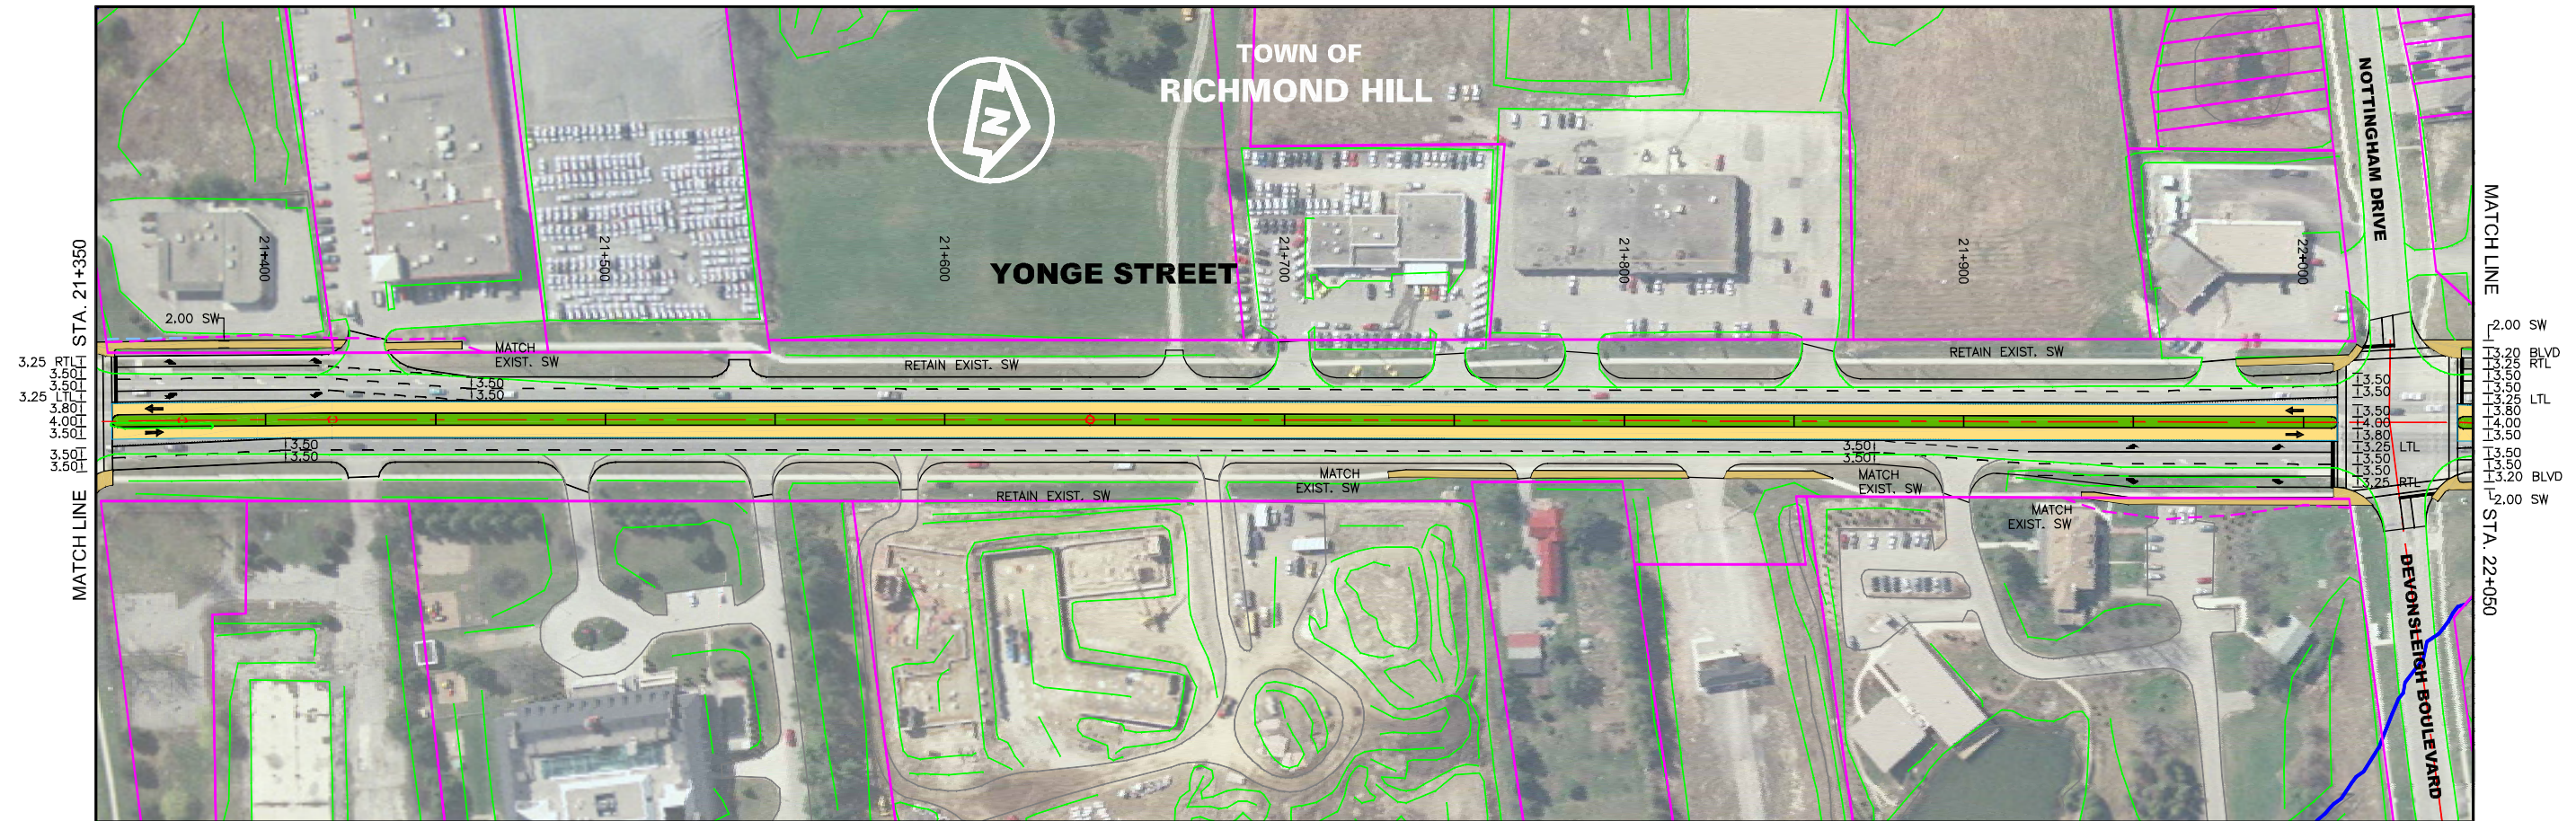 TOWN OF
RICHMOND HILL
N
YONGE STREET
NOTTINGHAM DRIVE
DEVONSLEIGH BOULEVARD
MATCH LINE
STA. 21+350
MATCH LINE
STA. 22+050
21+400
21+500
21+600
21+700
21+800
21+900
22+000
2.00 SW
MATCH
EXIST. SW
RETAIN EXIST. SW
RETAIN EXIST. SW
3.25 RTL
3.50
3.50
3.25 LTL
3.80
4.00
3.50
3.50
3.50
3.50
3.50
3.50
3.50
RETAIN EXIST. SW
MATCH
EXIST. SW
3.50
3.50
MATCH
EXIST. SW
MATCH
EXIST. SW
3.50
3.50
3.50
4.00
3.80
3.25 LTL
3.50
3.50
3.25 RTL
2.00 SW
3.20 BLVD
3.25 RTL
3.50
3.50
3.25 LTL
3.80
4.00
3.50
3.50
3.50
3.20 BLVD
2.00 SW